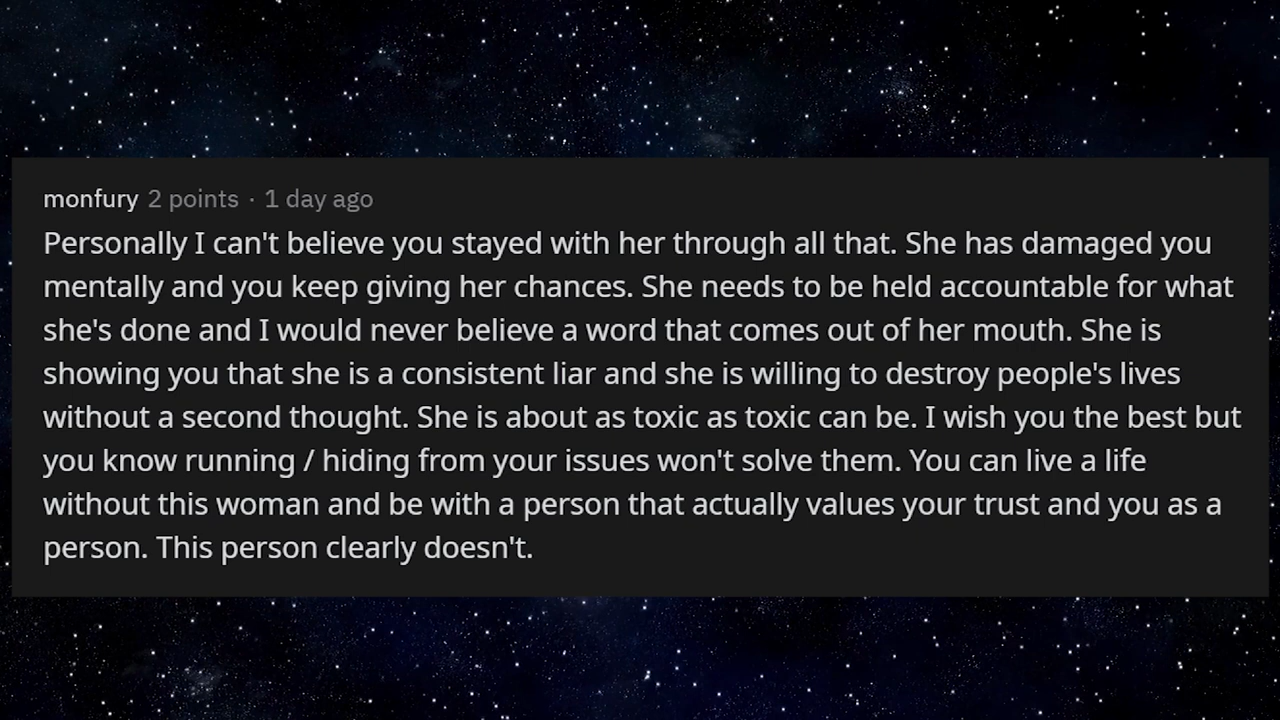 monfury 2 points · 1 day ago
Personally I can't believe you stayed with her through all that. She has damaged you
mentally and you keep giving her chances. She needs to be held accountable for what
she's done and I would never believe a word that comes out of her mouth. She is
showing you that she is a consistent liar and she is willing to destroy people's lives
without a second thought. She is about as toxic as toxic can be. I wish you the best but
you know running / hiding from your issues won't solve them. You can live a life
without this woman and be with a person that actually values your trust and you as a
person. This person clearly doesn't.